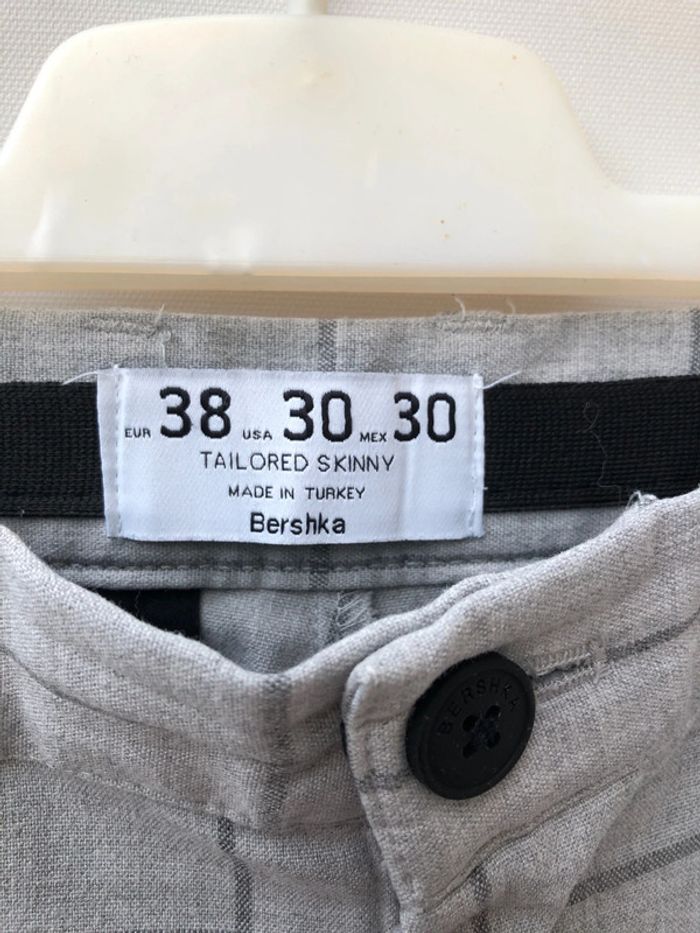 EUR 38 USA 30 MEX 30
TAILORED SKINNY
MADE IN TURKEY
Bershka
BERSHKA